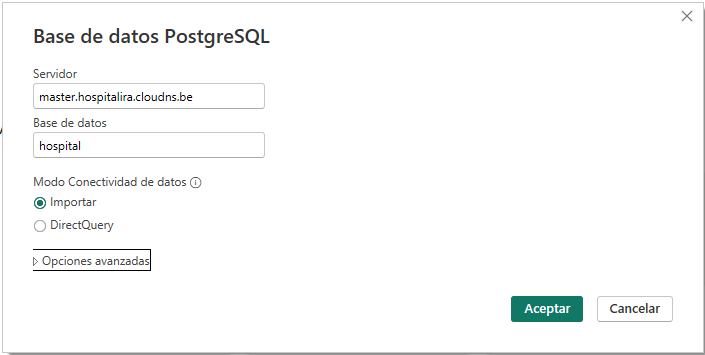 Base de datos PostgreSQL
Servidor
master.hospitalira.cloudns.be
Base de datos
hospital
Modo Conectividad de datos
Importar
DirectQuery
Opciones avanzadas
Aceptar
Cancelar